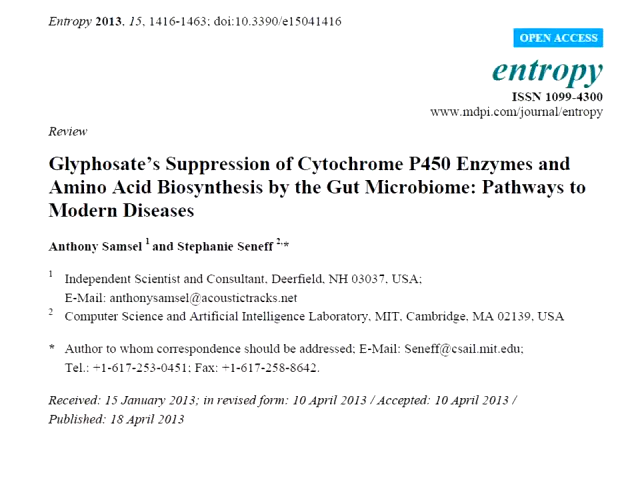 Entropy 2013, 15, 1416-1463; doi:10.3390/e15041416
OPEN ACCESS
entropy
ISSN 1099-4300
www.mdpi.com/journal/entropy
Review
Glyphosate's Suppression of Cytochrome P450 Enzymes and
Amino Acid Biosynthesis by the Gut Microbiome: Pathways to
Modern Diseases
Anthony Samsel 1 and Stephanie Seneff 2,*
1 Independent Scientist and Consultant, Deerfield, NH 03037, USA;
E-Mail: anthonysamsel@acoustictracks.net
2 Computer Science and Artificial Intelligence Laboratory, MIT, Cambridge, MA 02139, USA
* Author to whom correspondence should be addressed; E-Mail: Seneff@csail.mit.edu;
Tel.: +1-617-253-0451; Fax: +1-617-258-8642.
Received: 15 January 2013; in revised form: 10 April 2013 / Accepted: 10 April 2013 /
Published: 18 April 2013